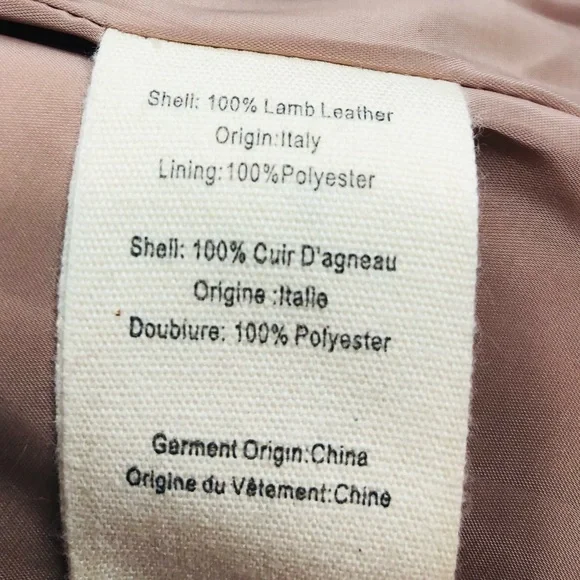 Shell: 100% Lamb Leather
Origin:Italy
Lining:100%Polyester
Shell: 100% Cuir D'agneau
Origine :Italie
Doublure: 100% Polyester
Garment Origin:China
Origine du Vêtement:Chine